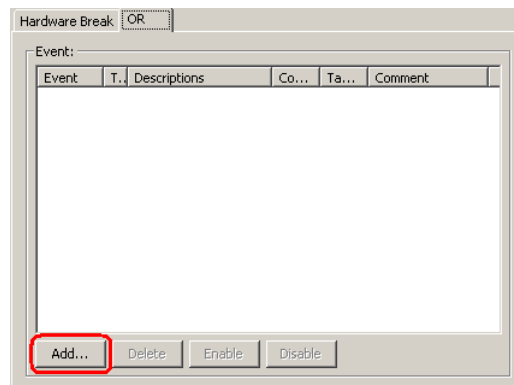 Hardware Break OR
Event:
Event T.. Descriptions Co... Ta... Comment
Add... Delete Enable Disable